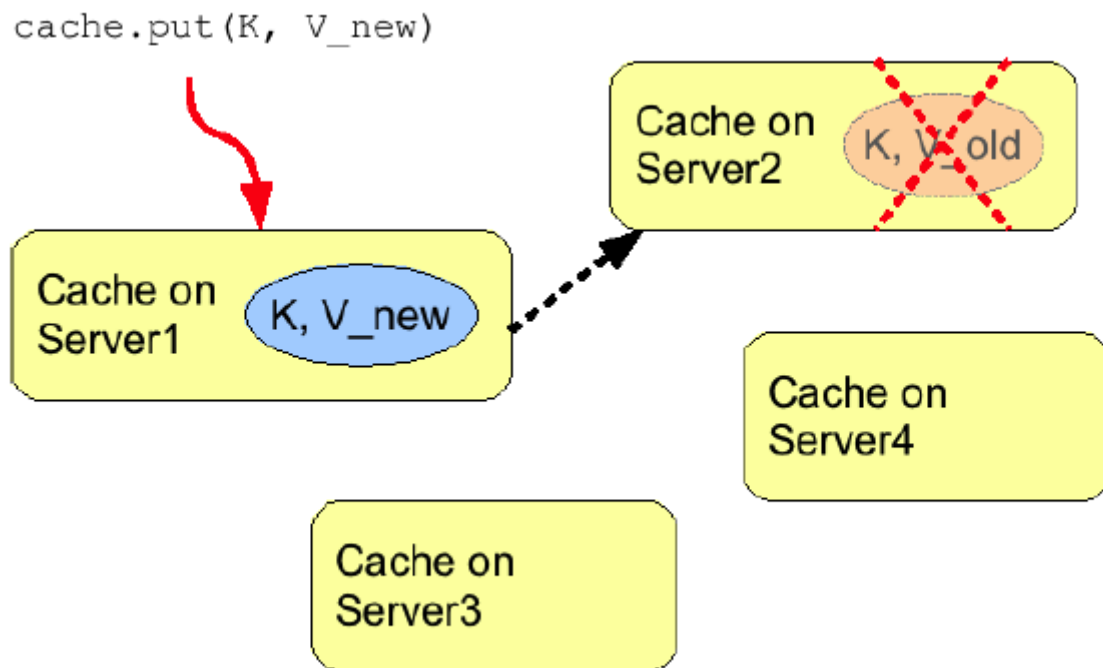 cache.put(K, V_new)
Cache on
Server2
K, V_old
Cache on
Server1
K, V_new
Cache on
Server4
Cache on
Server3